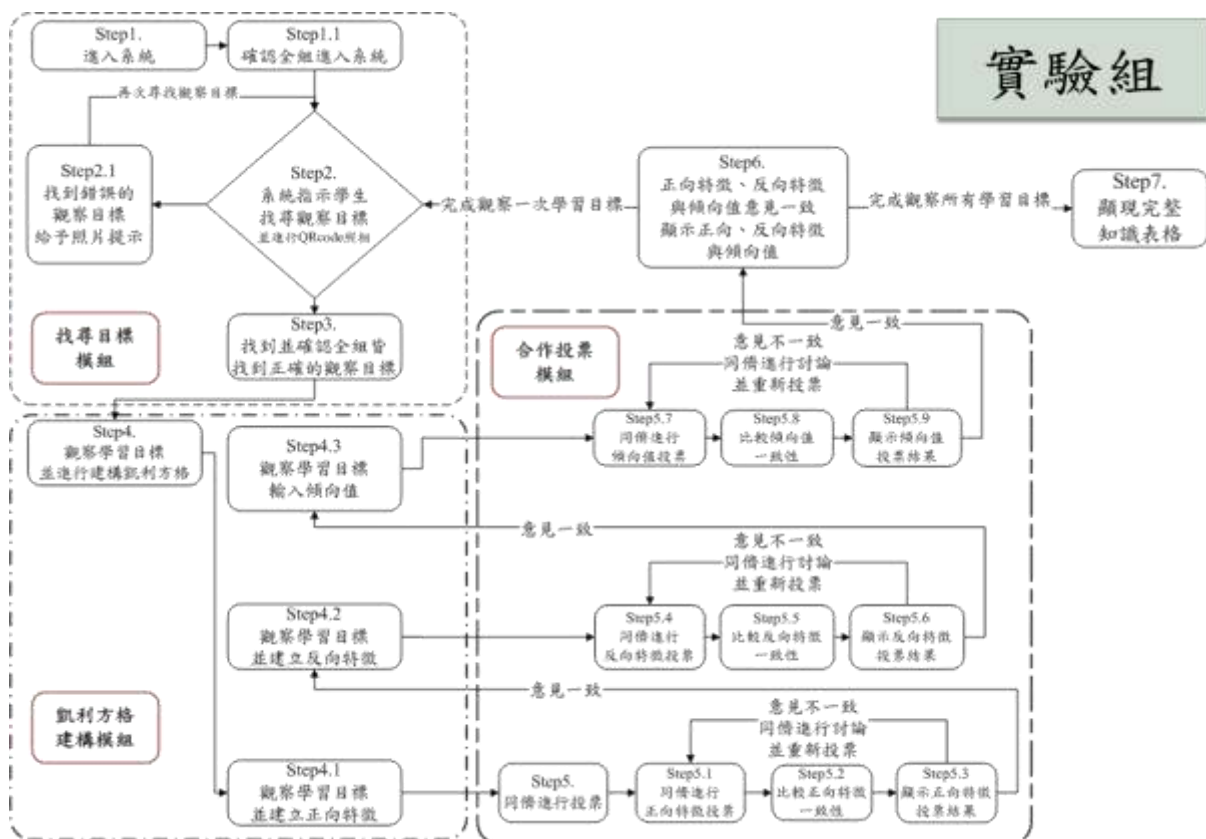 實驗組
Step1.
進入系統
Step1.1
確認全組進入系統
再次尋找觀察目標
Step2.1
找到錯誤的
觀察目標
給予照片提示
Step2.
系統指示學生
找尋觀察目標
並進行QRcode照相
完成觀察一次學習目標
Step6.
正向特徵、反向特徵
與傾向值意見一致
顯示正向、反向特徵
與傾向值
完成觀察所有學習目標
Step7.
顯現完整
知識表格
找尋目標
模組
Step3.
找到並確認全組皆
找到正確的觀察目標
合作投票
模組
意見一致
意見不一致
同儕進行討論
並重新投票
Step4.
觀察學習目標
並進行建構凱利方格
Step4.3
觀察學習目標
輸入傾向值
Step5.7
同儕進行
傾向值投票
Step5.8
比較傾向值
一致性
Step5.9
顯示傾向值
投票結果
意見一致
意見不一致
同儕進行討論
並重新投票
Step4.2
觀察學習目標
並建立反向特徵
Step5.4
同儕進行
反向特徵投票
Step5.5
比較反向特徵
一致性
Step5.6
顯示反向特徵
投票結果
意見一致
意見不一致
同儕進行討論
並重新投票
凱利方格
建構模組
Step4.1
觀察學習目標
並建立正向特徵
Step5.
同儕進行投票
Step5.1
同儕進行
正向特徵投票
Step5.2
比較正向特徵
一致性
Step5.3
顯示正向特徵
投票結果